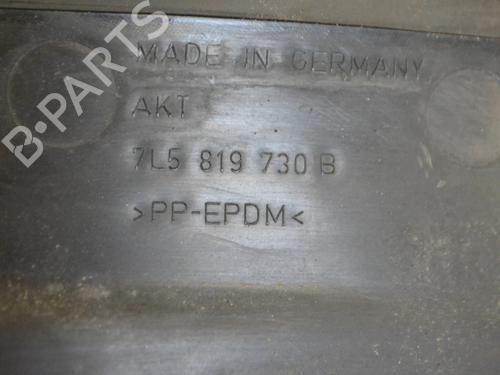 MADE IN GERMANY
AKT
7L5 819 730 B
>PP-EPDM<
B-PARTS